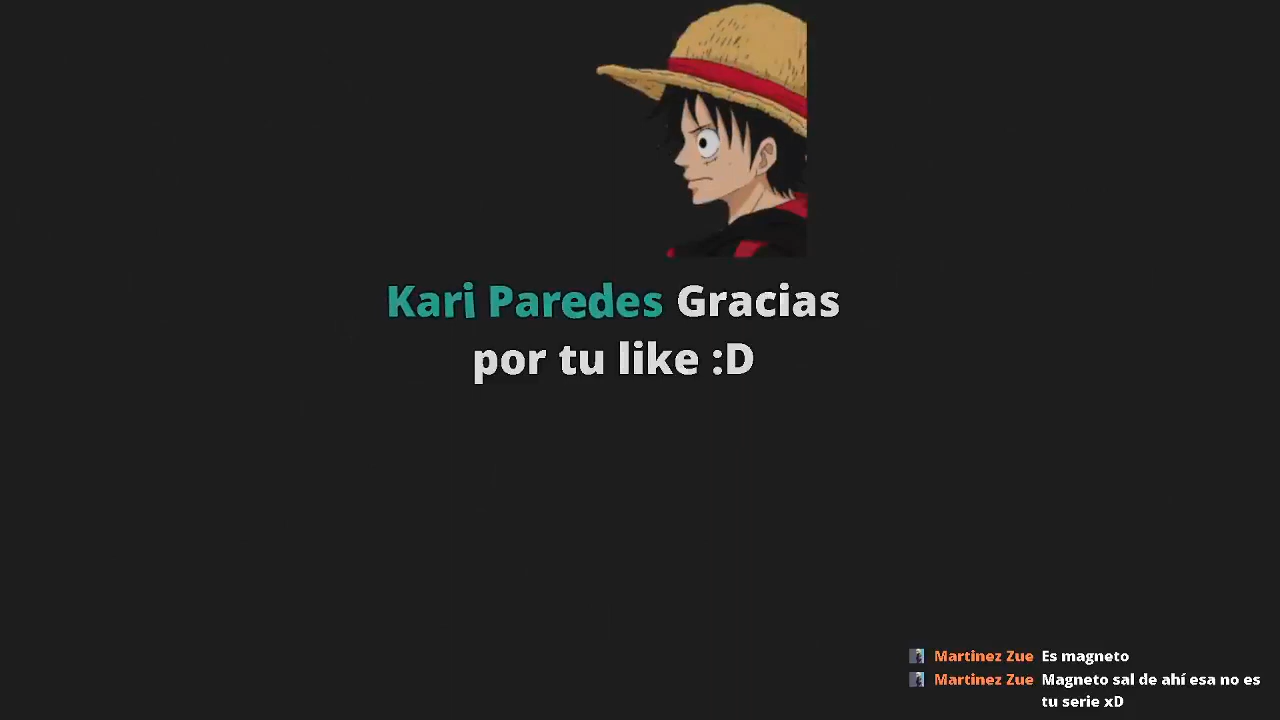 Kari Paredes Gracias
por tu like :D
Martinez Zue Es magneto
Martinez Zue Magneto sal de ahí esa no es
tu serie xD